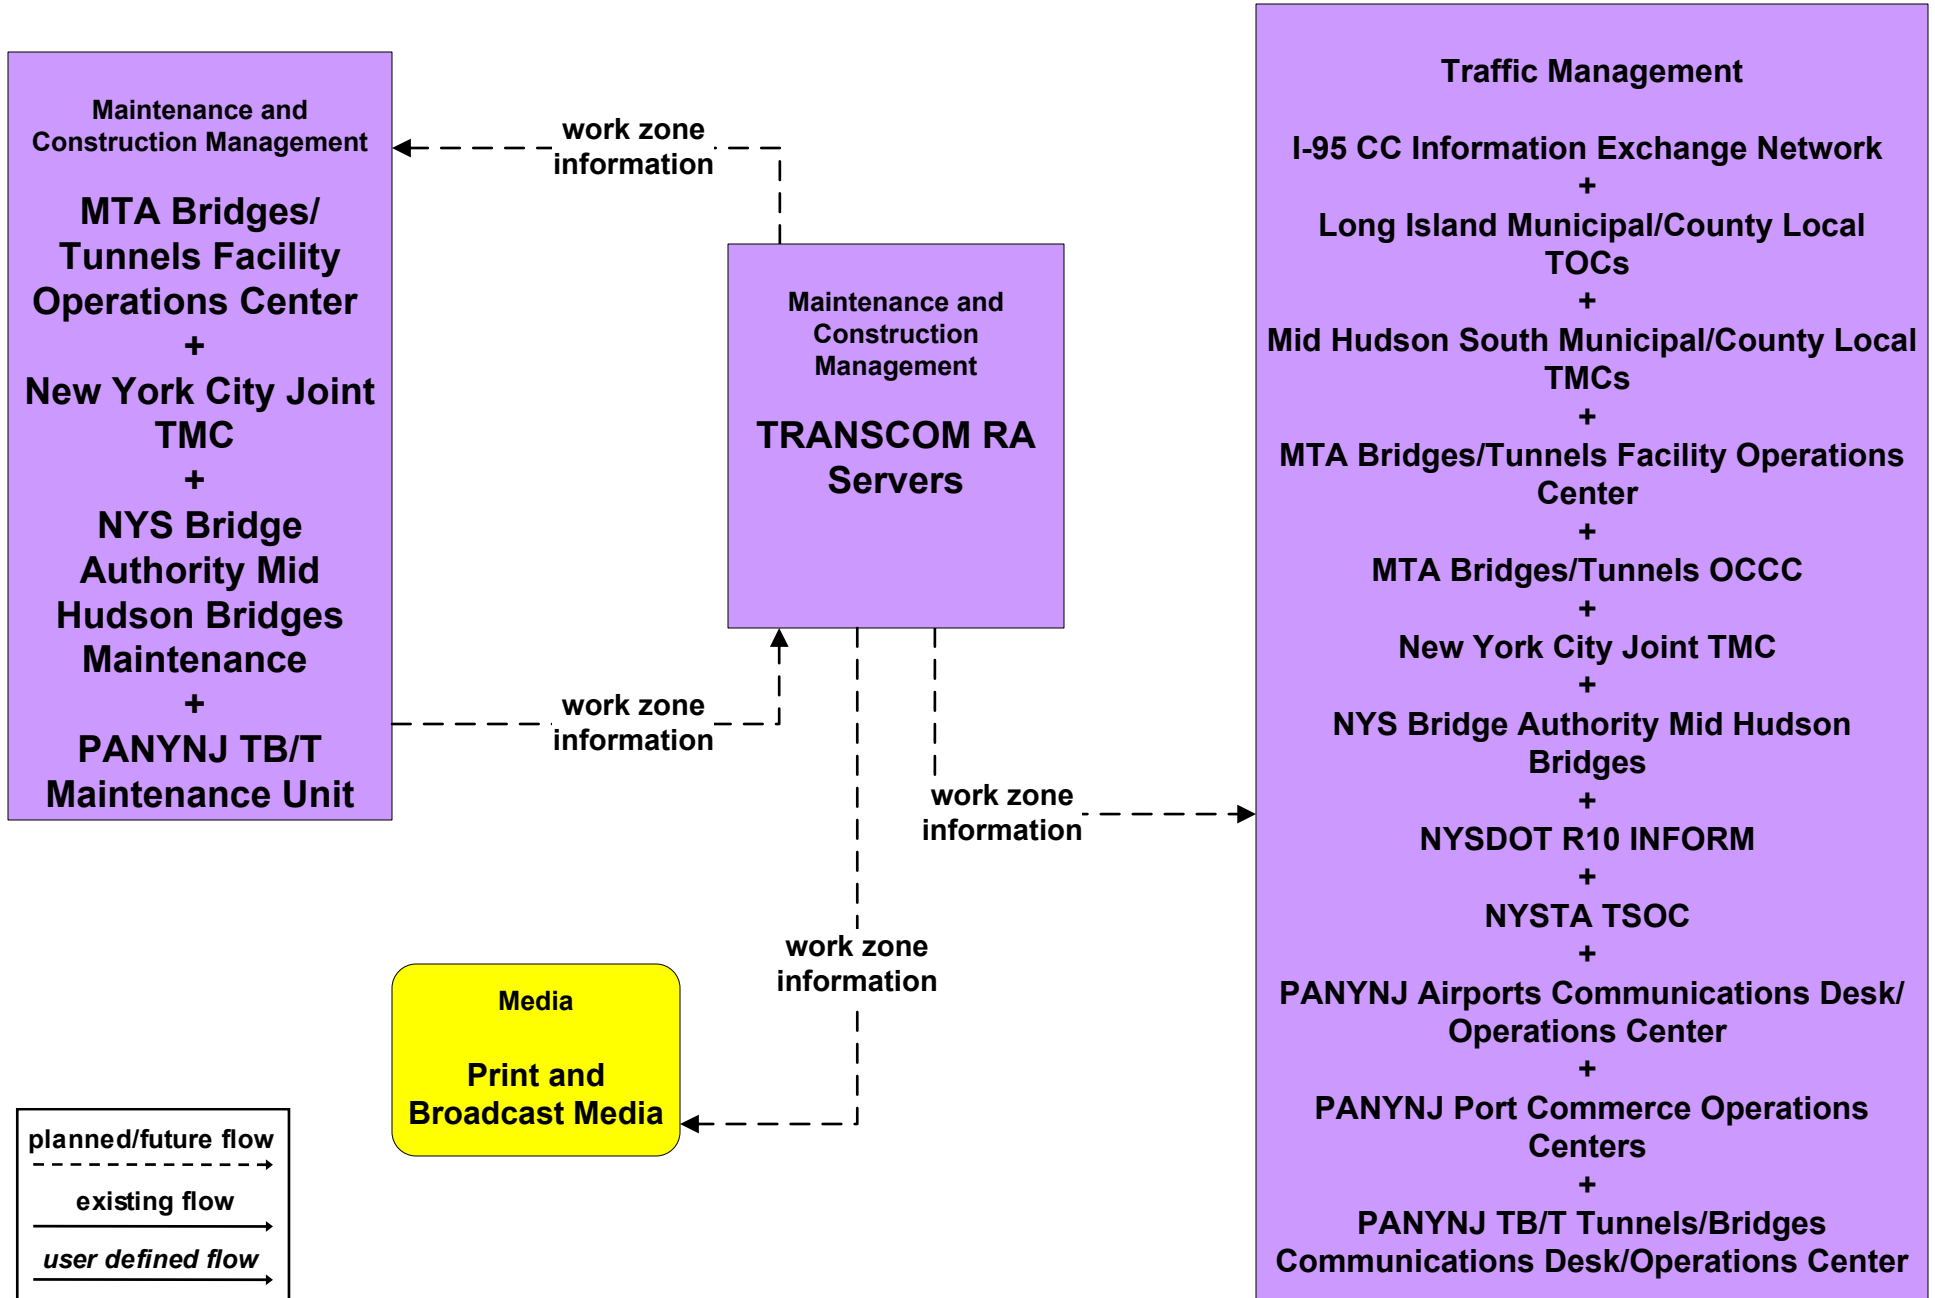 Maintenance and
Construction Management
MTA Bridges/
Tunnels Facility
Operations Center
+
New York City Joint
TMC
+
NYS Bridge
Authority Mid
Hudson Bridges
Maintenance
+
PANYNJ TB/T
Maintenance Unit
work zone
information
Maintenance and
Construction
Management
TRANSCOM RA
Servers
work zone
information
work zone
information
work zone
information
Media
Print and
Broadcast Media
Traffic Management
I-95 CC Information Exchange Network
+
Long Island Municipal/County Local
TOCs
+
Mid Hudson South Municipal/County Local
TMCs
+
MTA Bridges/Tunnels Facility Operations
Center
+
MTA Bridges/Tunnels OCCC
+
New York City Joint TMC
+
NYS Bridge Authority Mid Hudson
Bridges
+
NYSDOT R10 INFORM
+
NYSTA TSOC
+
PANYNJ Airports Communications Desk/
Operations Center
+
PANYNJ Port Commerce Operations
Centers
+
PANYNJ TB/T Tunnels/Bridges
Communications Desk/Operations Center
planned/future flow
existing flow
user defined flow